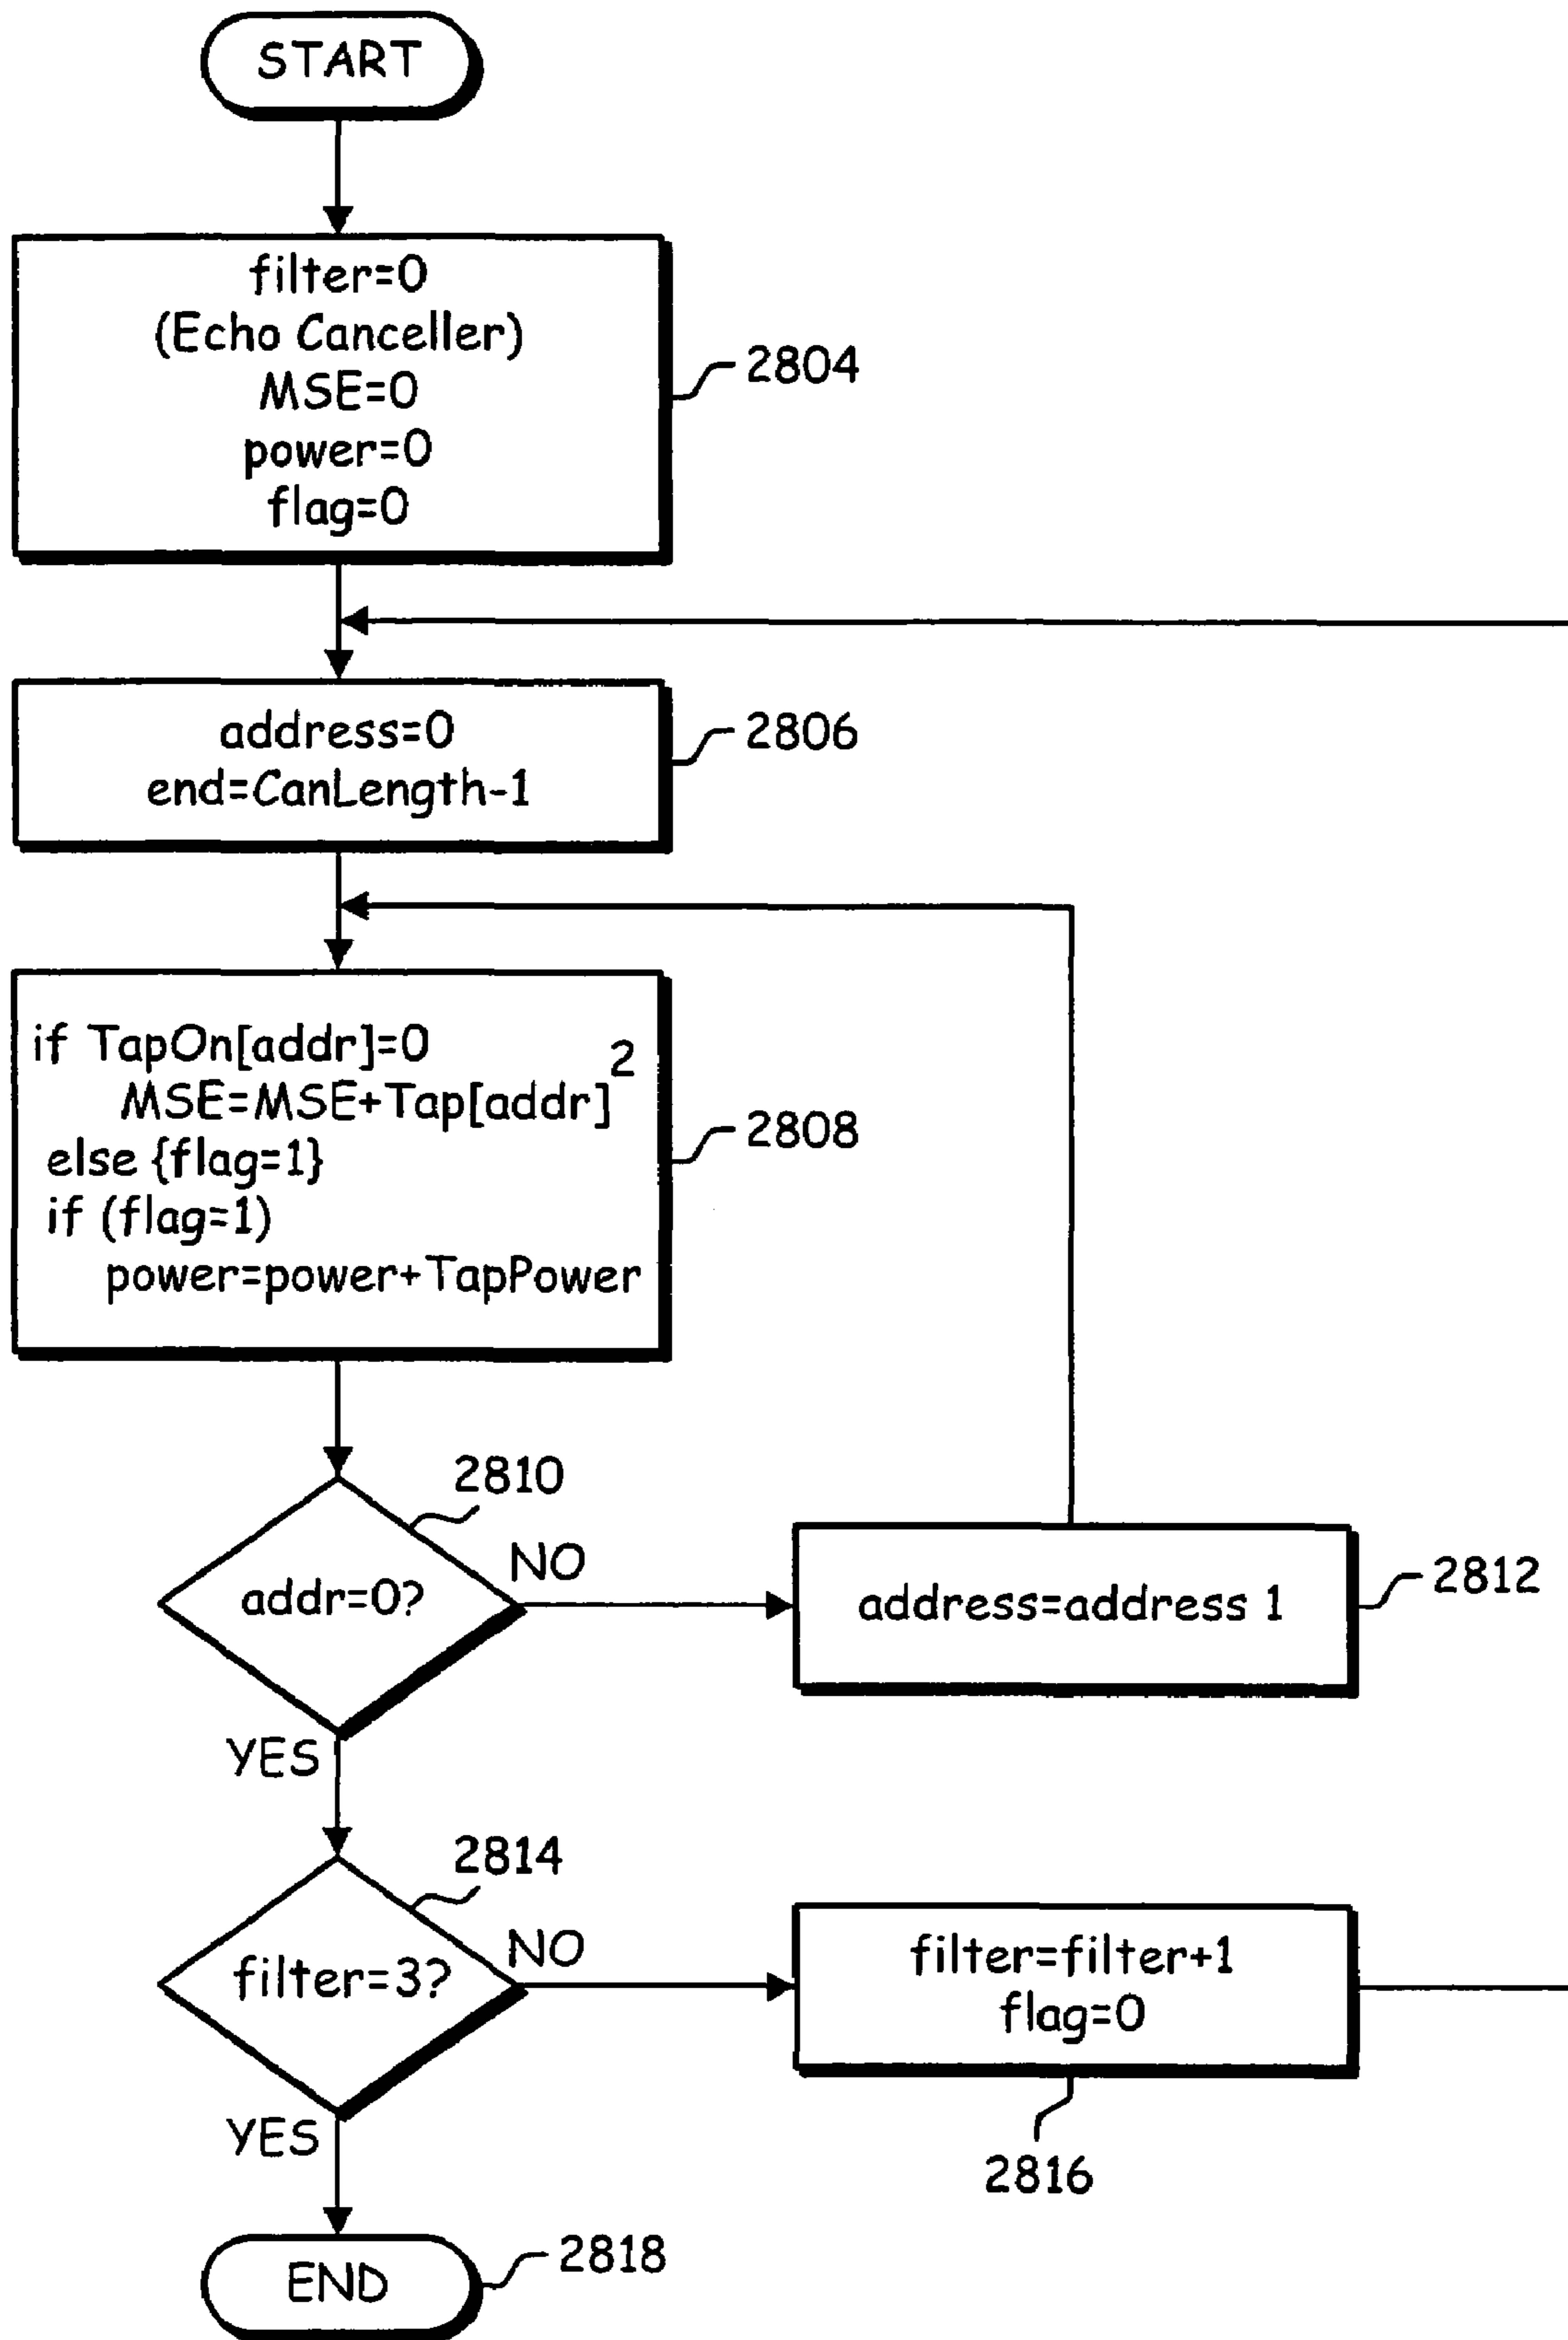 START
filter=0
(Echo Canceller)
MSE=0
power=0
flag=0
2804
address=0
end=CanLength-1
2806
if TapOn[addr]=0
MSE=MSE+Tap[addr]²
else {flag=1}
if (flag=1)
power=power+TapPower
2808
2810
addr=0?
NO
address=address 1
2812
YES
2814
filter=3?
NO
filter=filter+1
flag=0
2816
YES
END
2818